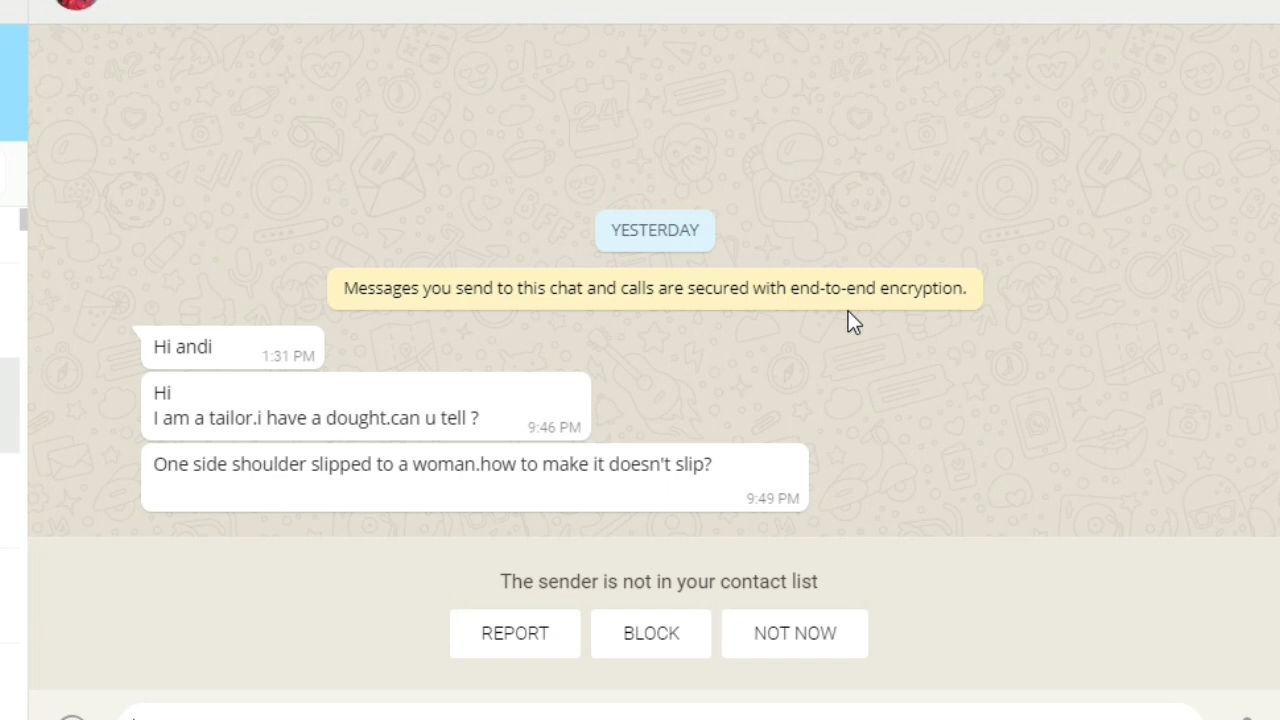 YESTERDAY
Messages you send to this chat and calls are secured with end-to-end encryption.
Hi andi
1:31 PM
Hi
I am a tailor.i have a dought.can u tell ?
9:46 PM
One side shoulder slipped to a woman.how to make it doesn't slip?
9:49 PM
The sender is not in your contact list
REPORT BLOCK NOT NOW